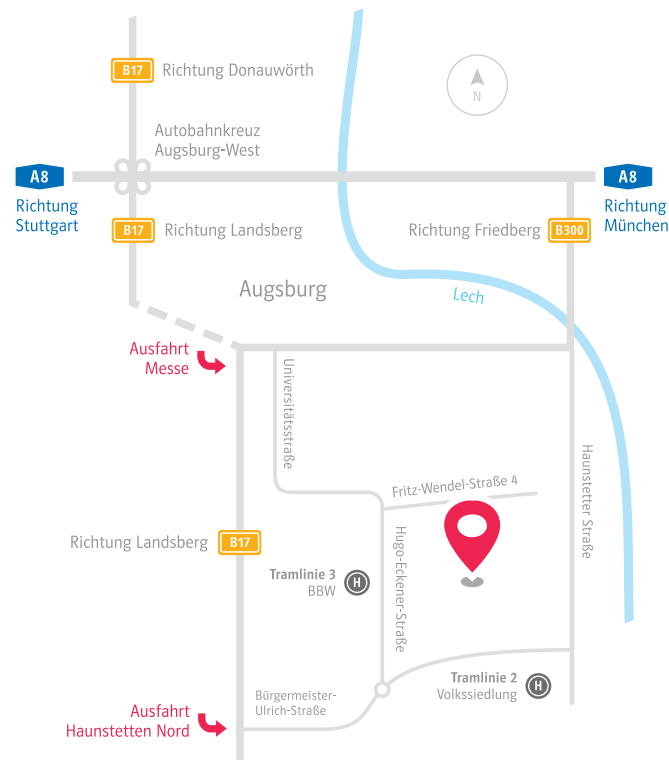 B17
Richtung Donauwörth
N
Autobahnkreuz
Augsburg-West
A8
Richtung
Stuttgart
A8
Richtung
München
B17
Richtung Landsberg
Richtung Friedberg
B300
Augsburg
Lech
Ausfahrt
Messe
Universitätsstraße
Haunstetter Straße
Fritz-Wendel-Straße 4
Richtung Landsberg
B17
Hugo-Eckener-Straße
Tramlinie 3
BBW
H
Tramlinie 2
Volkssiedlung
H
Bürgermeister-
Ulrich-Straße
Ausfahrt
Haunstetten Nord